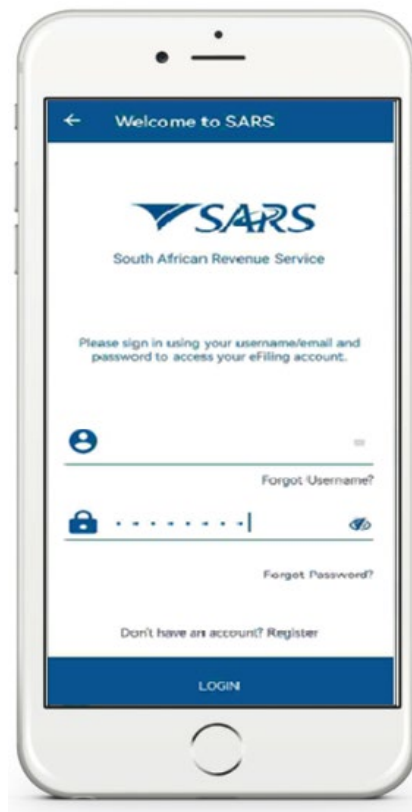 Welcome to SARS
SARS
South African Revenue Service
Please sign in using your username/email and
password to access your eFiling account.
Forgot Username?
Forgot Password?
Don't have an account? Register
LOGIN